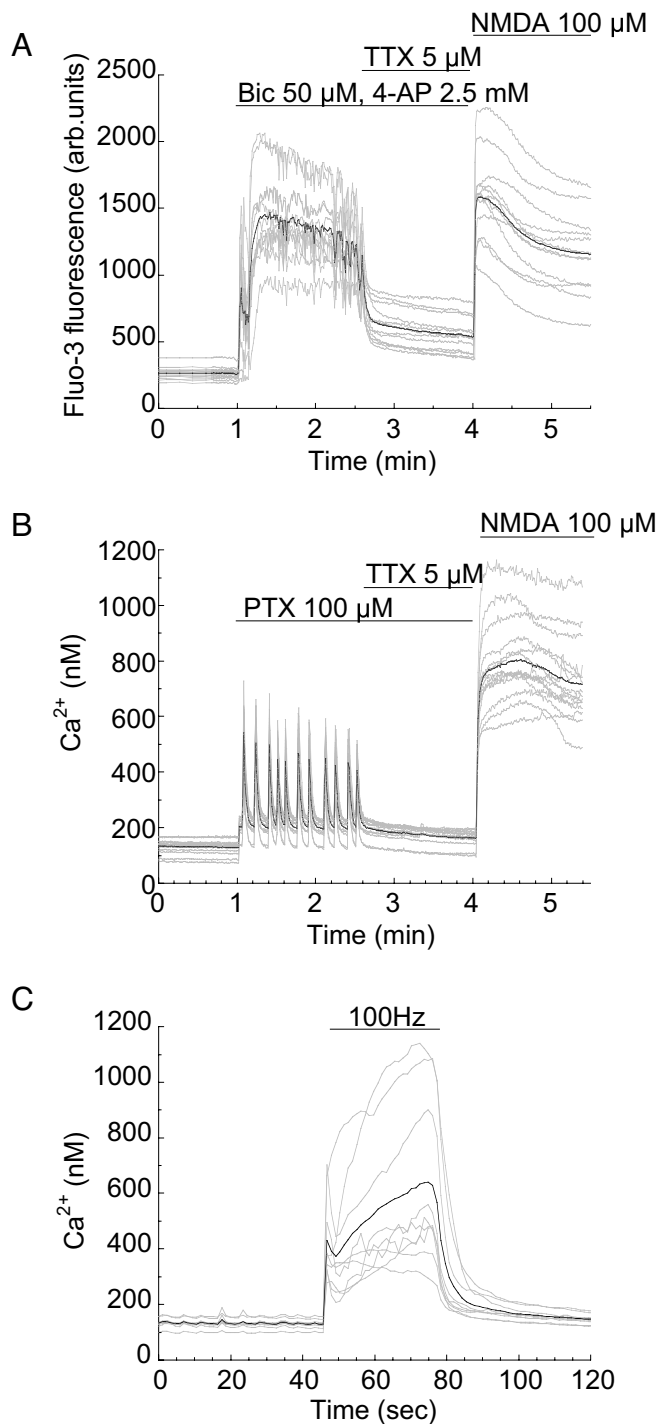 A
NMDA 100 µM
TTX 5 µM
Bic 50 µM, 4-AP 2.5 mM
Fluo-3 fluorescence (arb.units)
2500
2000
1500
1000
500
0
0 1 2 3 4 5
Time (min)
B
NMDA 100 µM
TTX 5 µM
PTX 100 µM
Ca2+ (nM)
1200
1000
800
600
400
200
0
0 1 2 3 4 5
Time (min)
C
100Hz
Ca2+ (nM)
1200
1000
800
600
400
200
0
0 20 40 60 80 100 120
Time (sec)